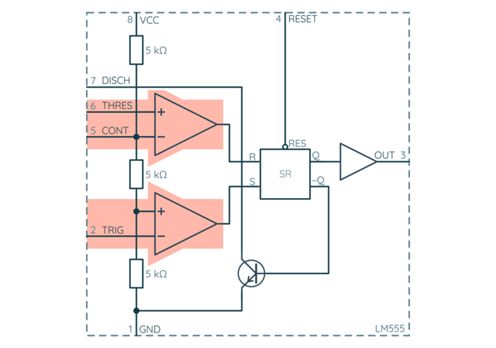 8 VCC
4 RESET
5 kΩ
7 DISCH
6 THRES
+
5 CONT
−
RES
R
Q
OUT 3
SR
5 kΩ
S
¬Q
+
2 TRIG
−
5 kΩ
1 GND
LM555